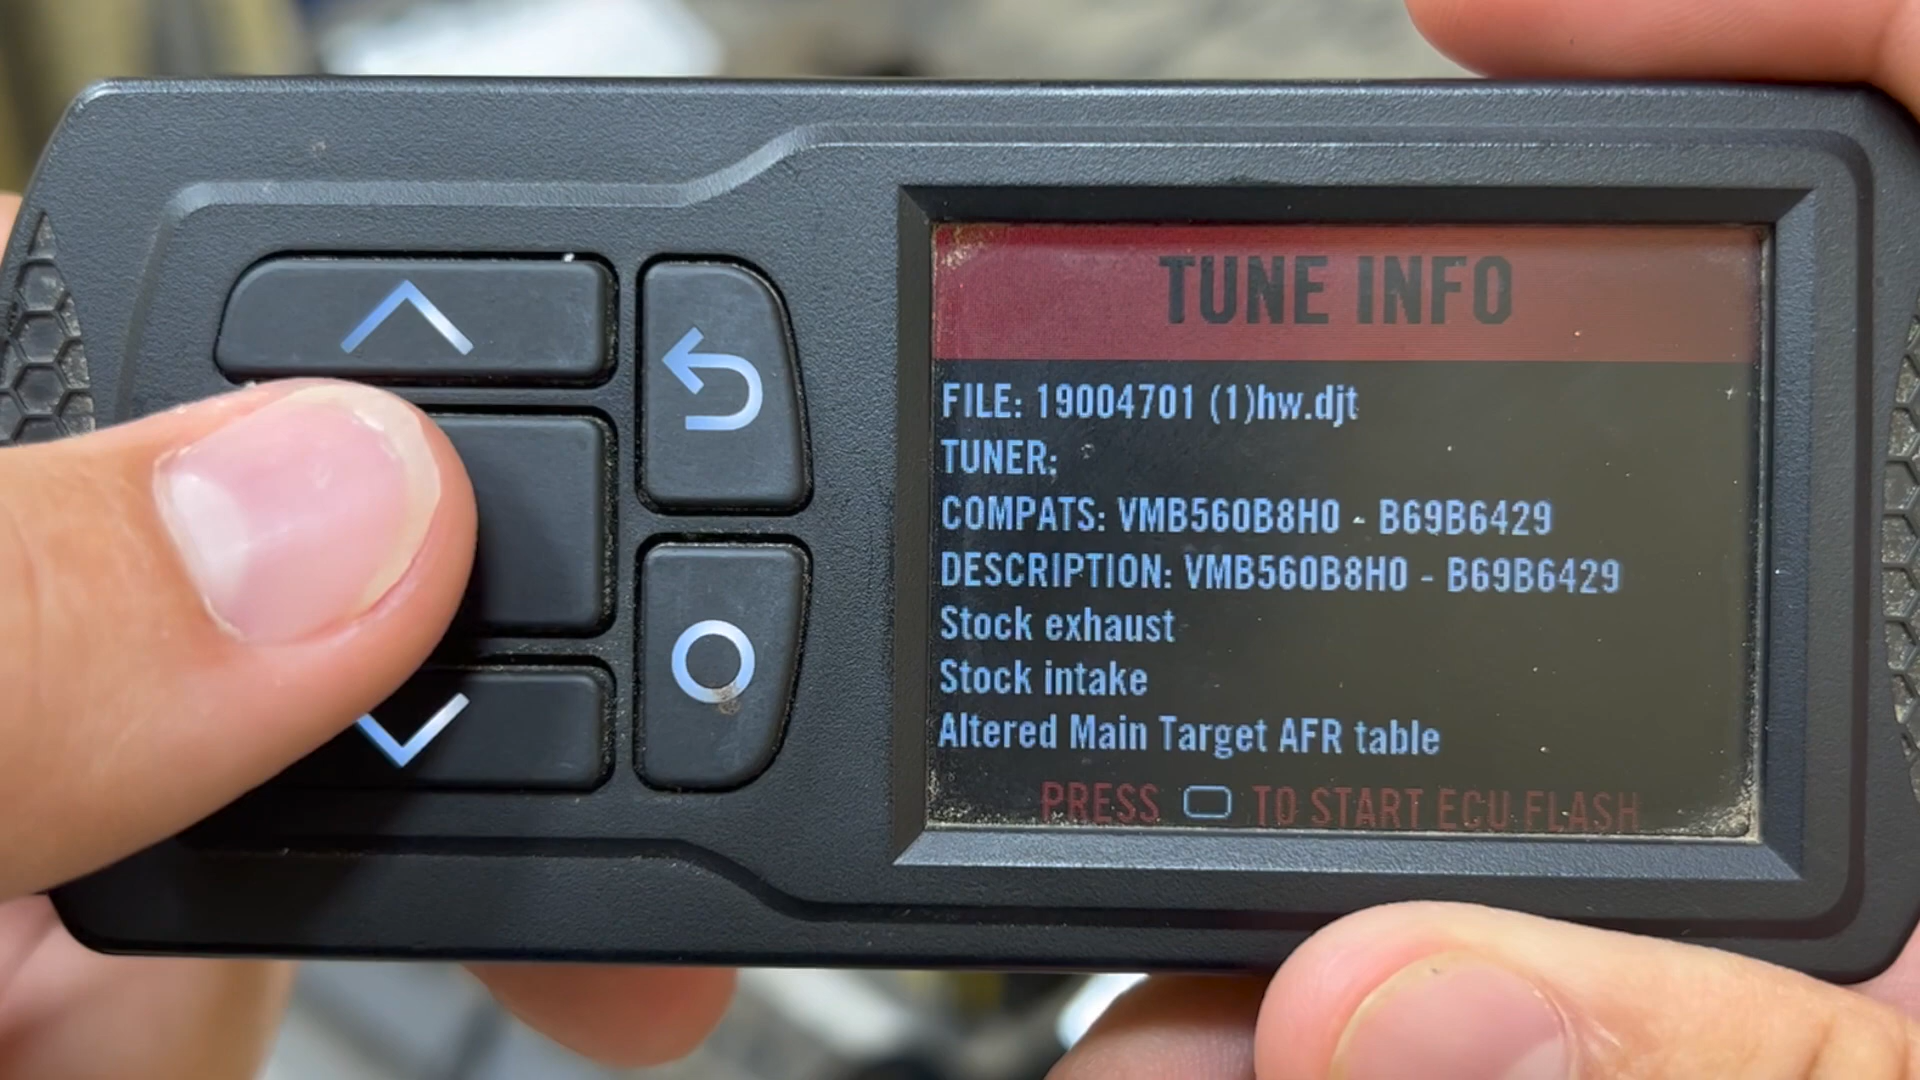 TUNE INFO
FILE: 19004701 (1)hw.djt
TUNER:
COMPATS: VMB560B8H0 - B69B6429
DESCRIPTION: VMB560B8H0 - B69B6429
Stock exhaust
Stock intake
Altered Main Target AFR table
PRESS TO START ECU FLASH